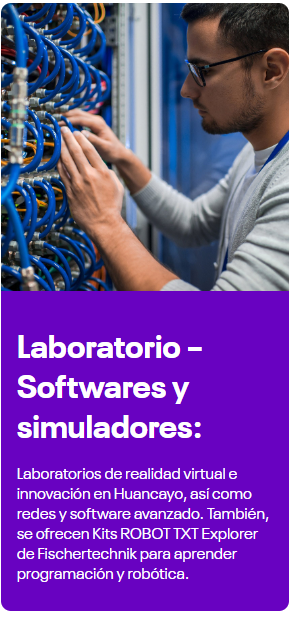 Laboratorio –
Softwares y
simuladores:
Laboratorios de realidad virtual e
innovación en Huancayo, así como
redes y software avanzado. También,
se ofrecen Kits ROBOT TXT Explorer
de Fischertechnik para aprender
programación y robótica.